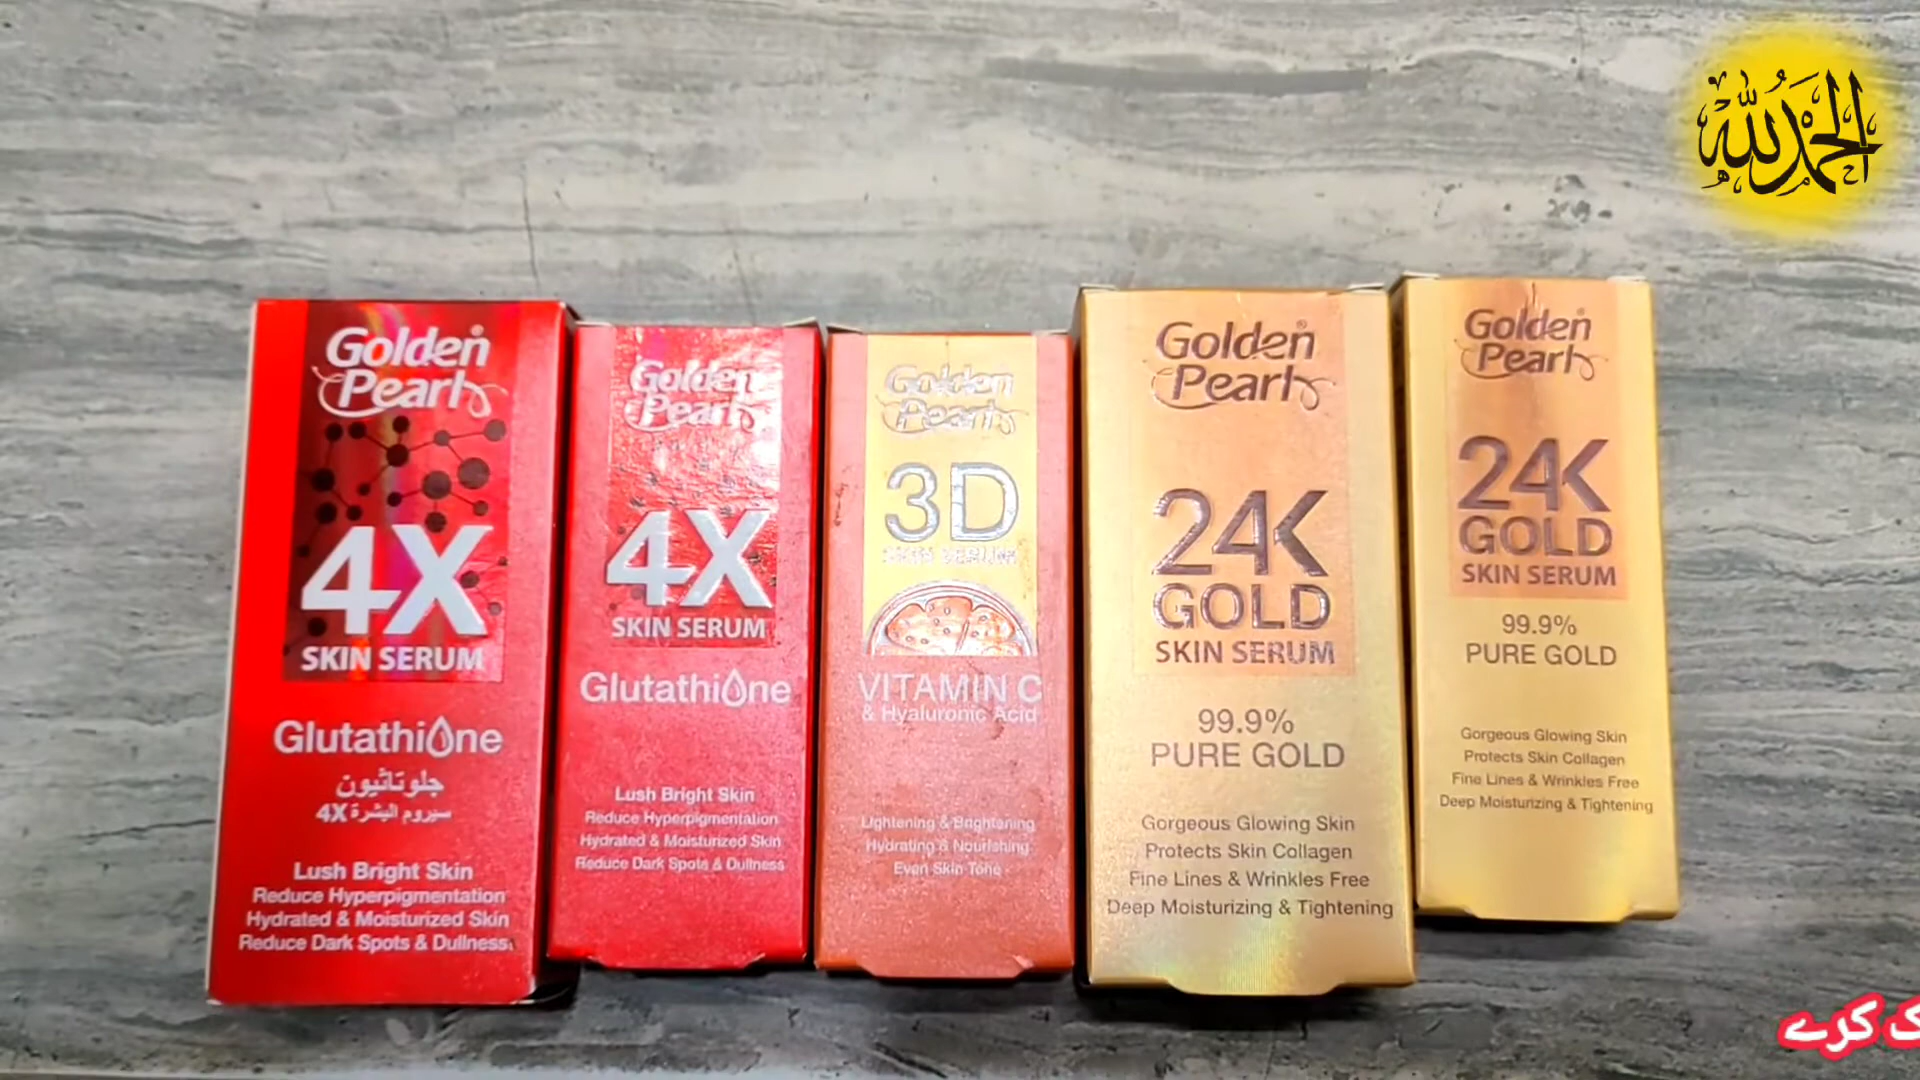 الحمد لله
Golden
Pearl
4X
SKIN SERUM
Glutathione
جلوتاثيون
سيروم البشرة 4X
Lush Bright Skin
Reduce Hyperpigmentation
Hydrated & Moisturized Skin
Reduce Dark Spots & Dullness
Golden
Pearl
4X
SKIN SERUM
Glutathione
Lush Bright Skin
Reduce Hyperpigmentation
Hydrated & Moisturized Skin
Reduce Dark Spots & Dullness
Golden
Pearl
3D
SKIN SERUM
VITAMIN C
& Hyaluronic Acid
Lightening & Brightening
Hydrating & Nourishing
Even Skin Tone
Golden
Pearl
24K
GOLD
SKIN SERUM
99.9%
PURE GOLD
Gorgeous Glowing Skin
Protects Skin Collagen
Fine Lines & Wrinkles Free
Deep Moisturizing & Tightening
Golden
Pearl
24K
GOLD
SKIN SERUM
99.9%
PURE GOLD
Gorgeous Glowing Skin
Protects Skin Collagen
Fine Lines & Wrinkles Free
Deep Moisturizing & Tightening
کرے